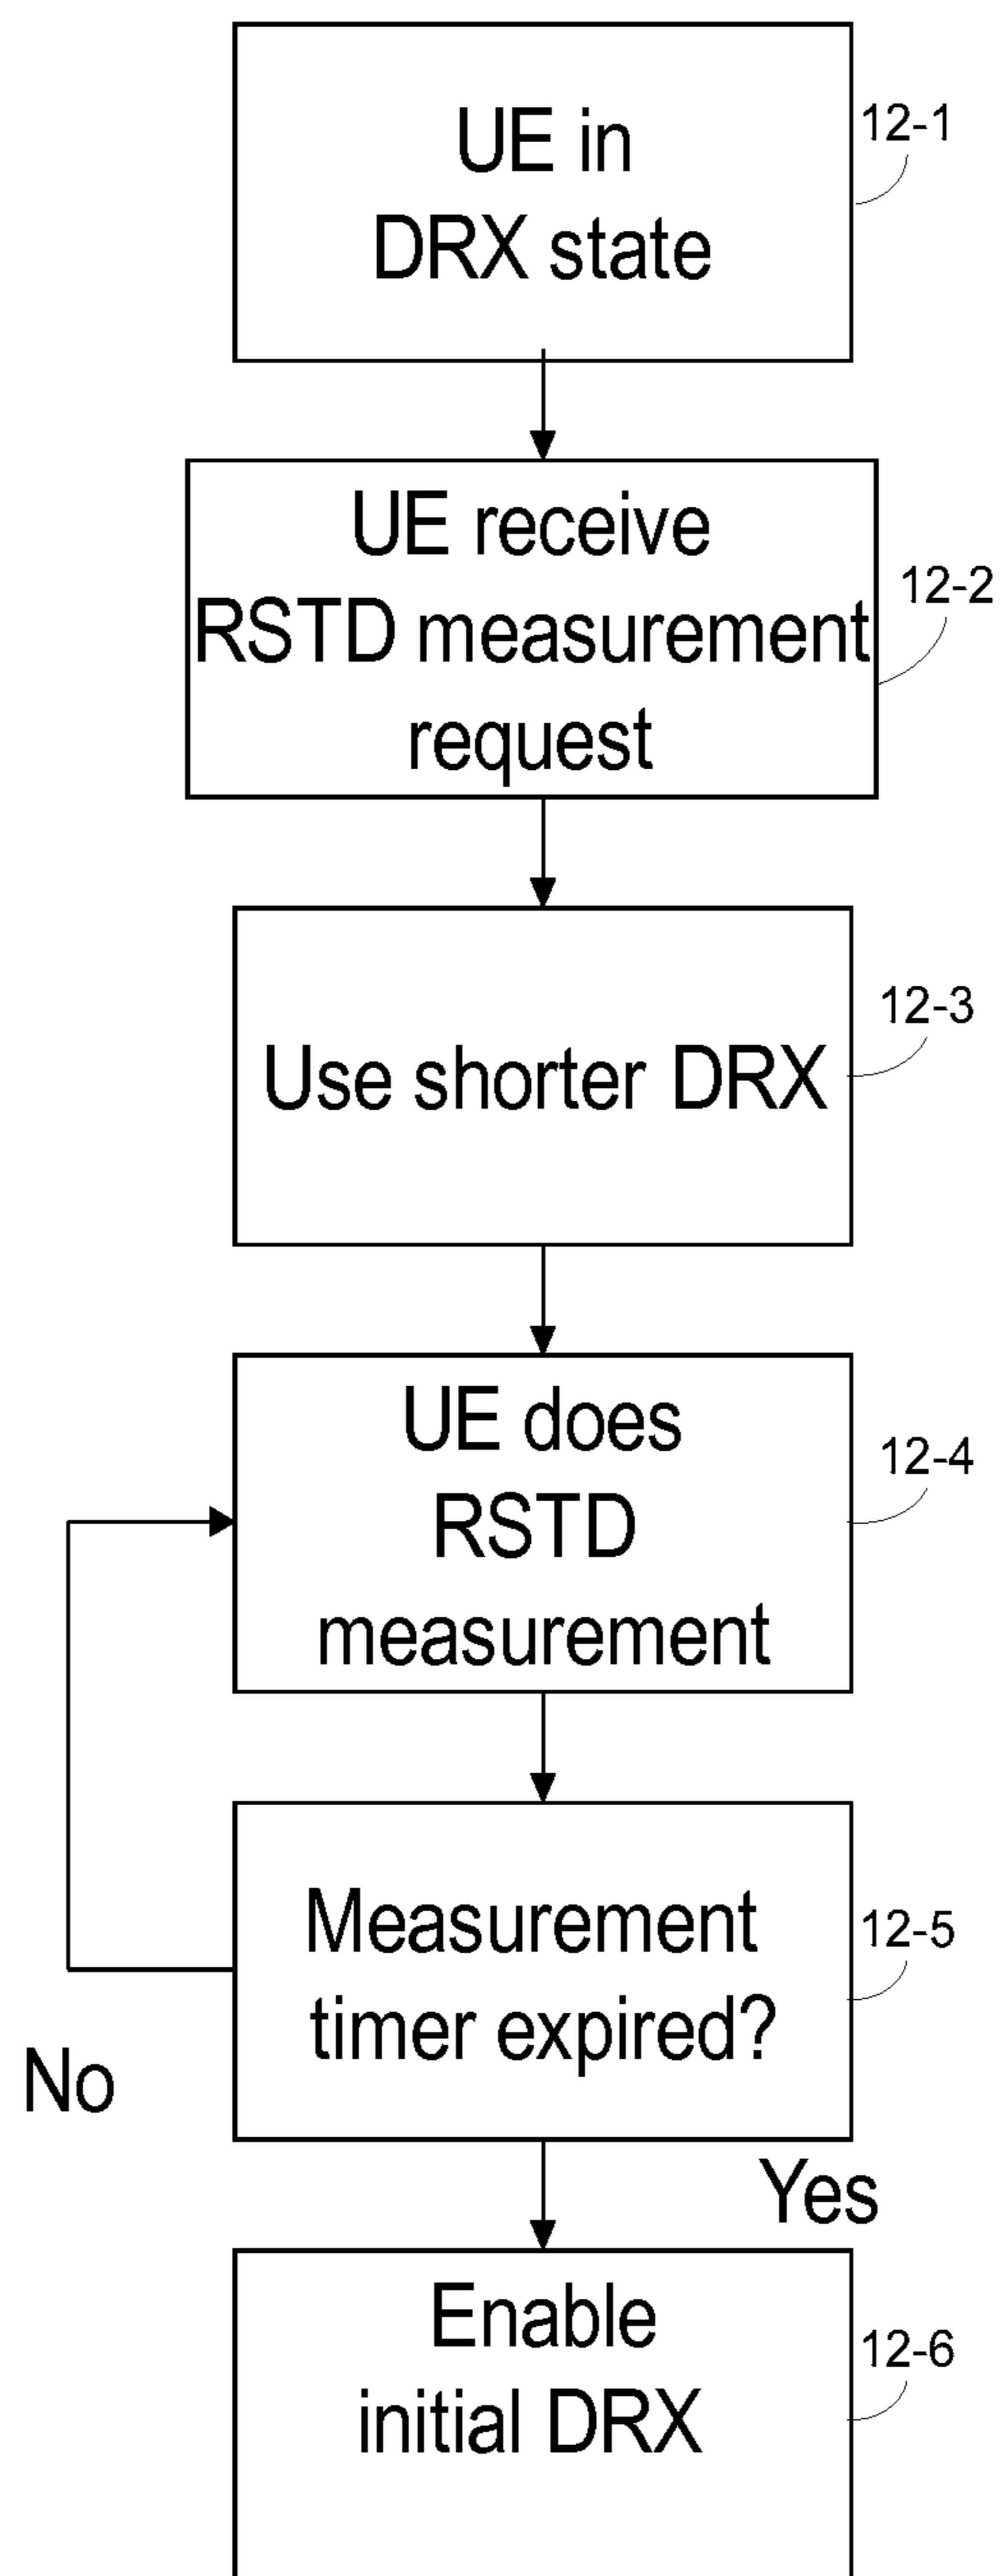 UE in
DRX state
12-1
UE receive
RSTD measurement
request
12-2
Use shorter DRX
12-3
UE does
RSTD
measurement
12-4
Measurement
timer expired?
12-5
No
Yes
Enable
initial DRX
12-6